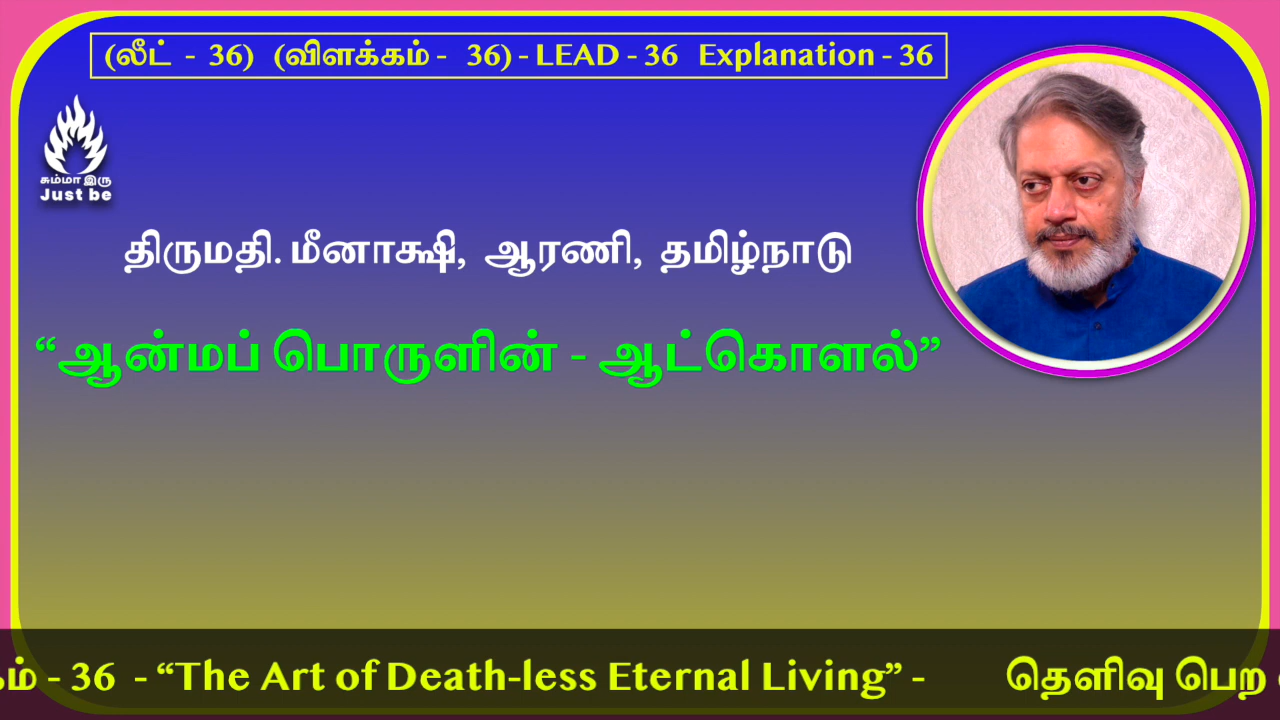 (லீட் - 36) (விளக்கம் - 36) - LEAD - 36 Explanation - 36
சும்மா இரு
Just be
திருமதி. மீனாக்ஷி, ஆரணி, தமிழ்நாடு
“ஆன்மப் பொருளின் - ஆட்கொளல்”
- 36 - “The Art of Death-less Eternal Living” - தெளிவு பெற